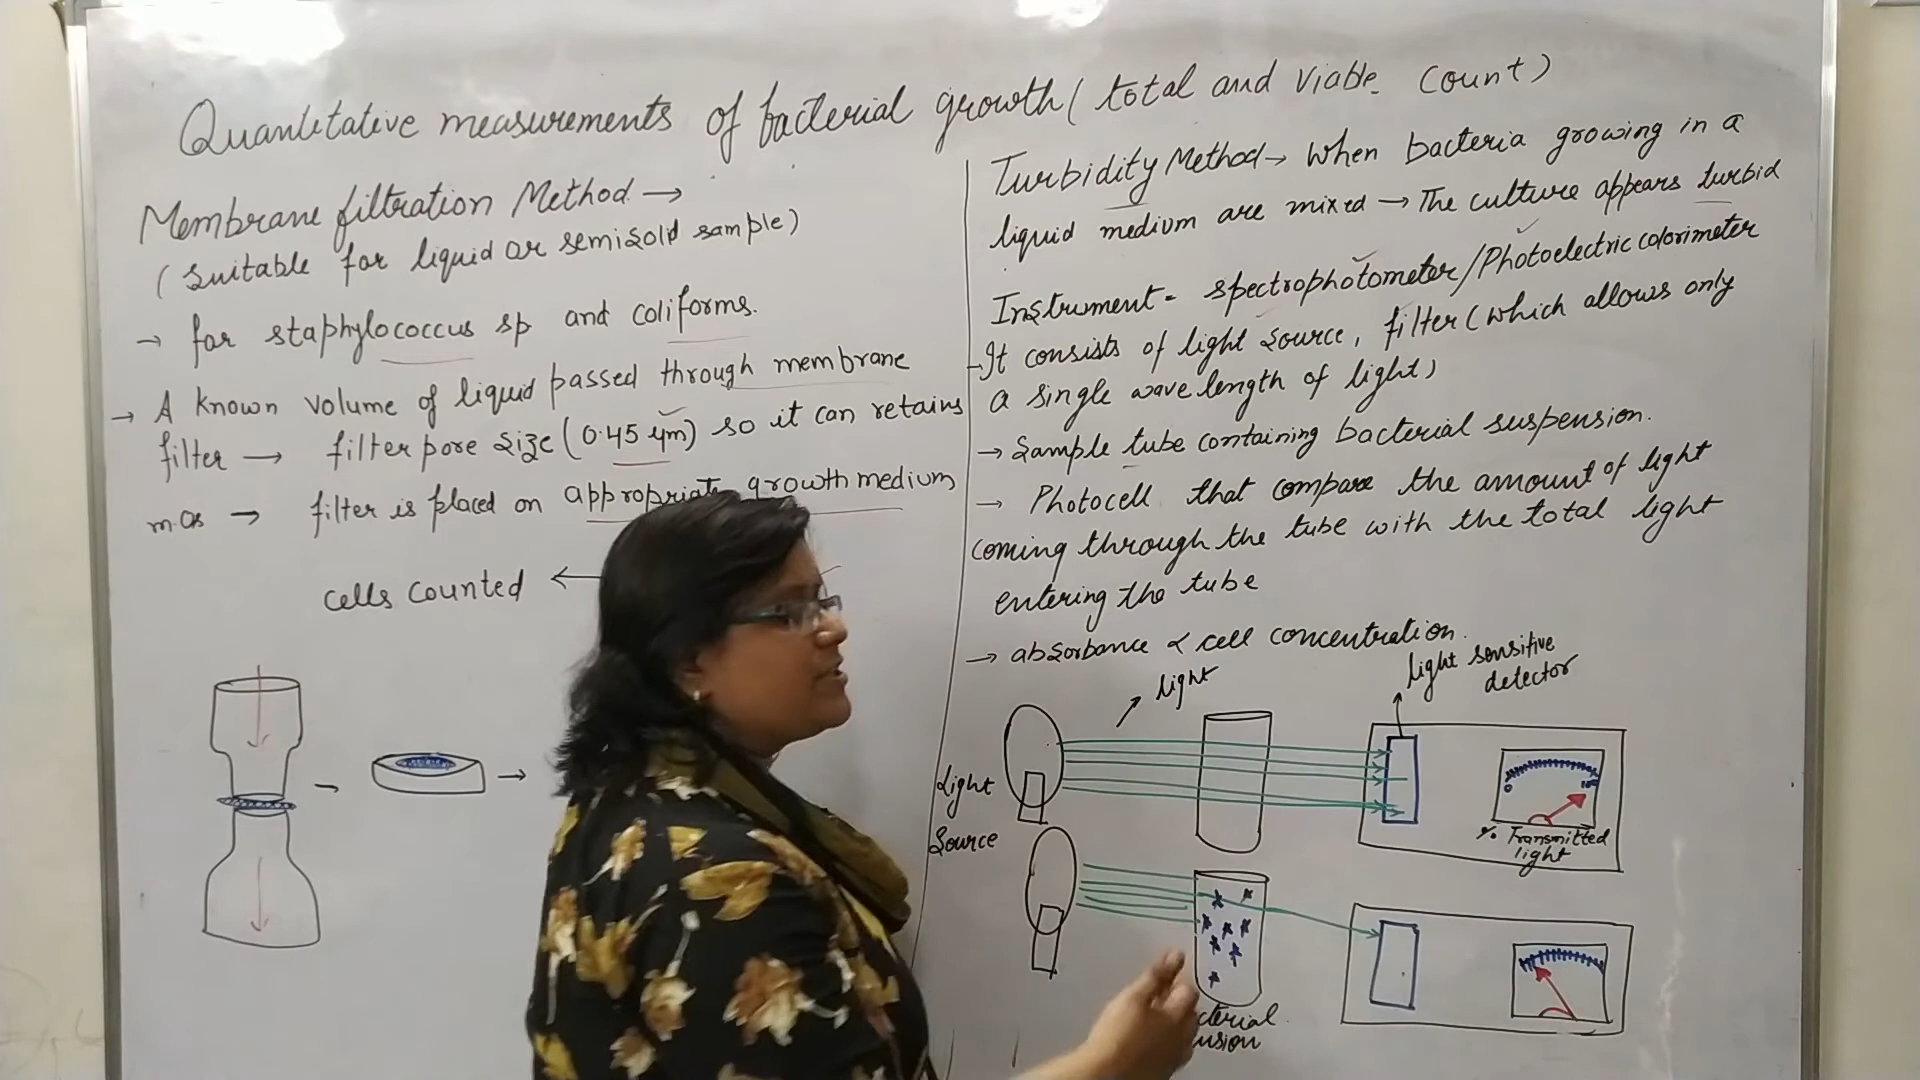 Quantitative measurements of bacterial growth (total and viable count)
Membrane filtration Method →
(suitable for liquid or semisolid sample)
→ for staphylococcus sp and coliforms.
→ A known volume of liquid passed through membrane
filter → filter pore size (0.45 µm) so it can retains
m.os → filter is placed on appropriate growth medium
cells counted ←
Turbidity Method → When bacteria growing in a
liquid medium are mixed → The culture appears turbid
Instrument = spectrophotometer/Photoelectric colorimeter
- It consists of light source, filter (which allows only
a single wave length of light)
→ Sample tube containing bacterial suspension.
→ Photocell that compare the amount of light
coming through the tube with the total light
entering the tube
→ absorbance ∝ cell concentration.
light
light sensitive
detector
Light
Source
0
% Transmitted
light
cterial